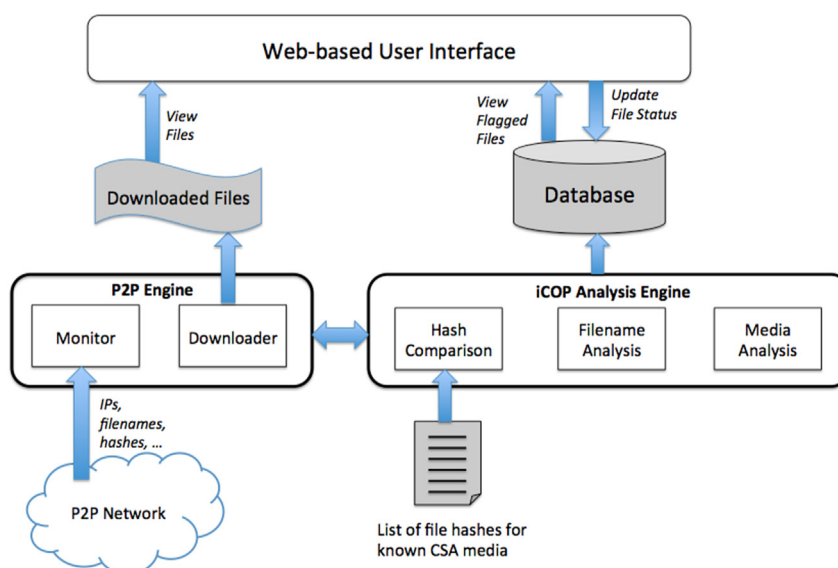 Web-based User Interface
View
Files
View
Flagged
Files
Update
File Status
Downloaded Files
Database
P2P Engine
Monitor
Downloader
iCOP Analysis Engine
Hash
Comparison
Filename
Analysis
Media
Analysis
IPs,
filenames,
hashes, ...
P2P Network
List of file hashes for
known CSA media